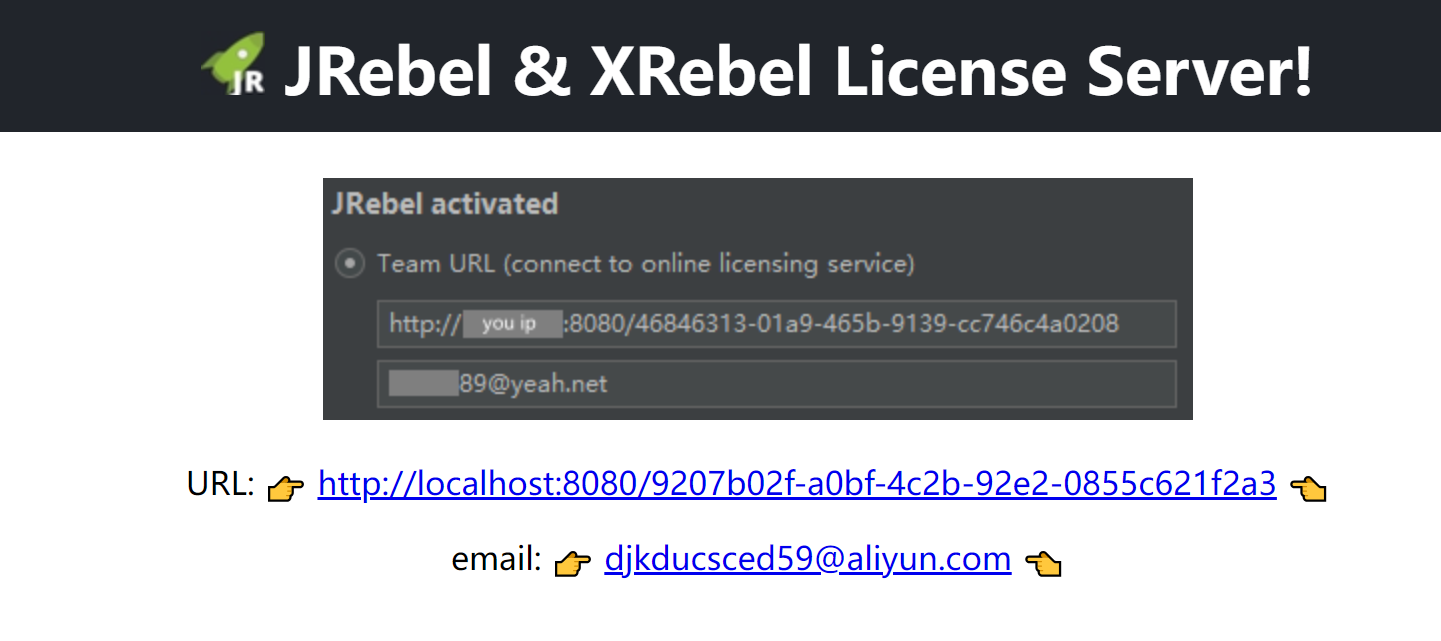 JR JRebel & XRebel License Server!
JRebel activated
Team URL (connect to online licensing service)
http:// you ip :8080/46846313-01a9-465b-9139-cc746c4a0208
89@yeah.net
URL: 👉 http://localhost:8080/9207b02f-a0bf-4c2b-92e2-0855c621f2a3 👈
email: 👉 djkducsced59@aliyun.com 👈